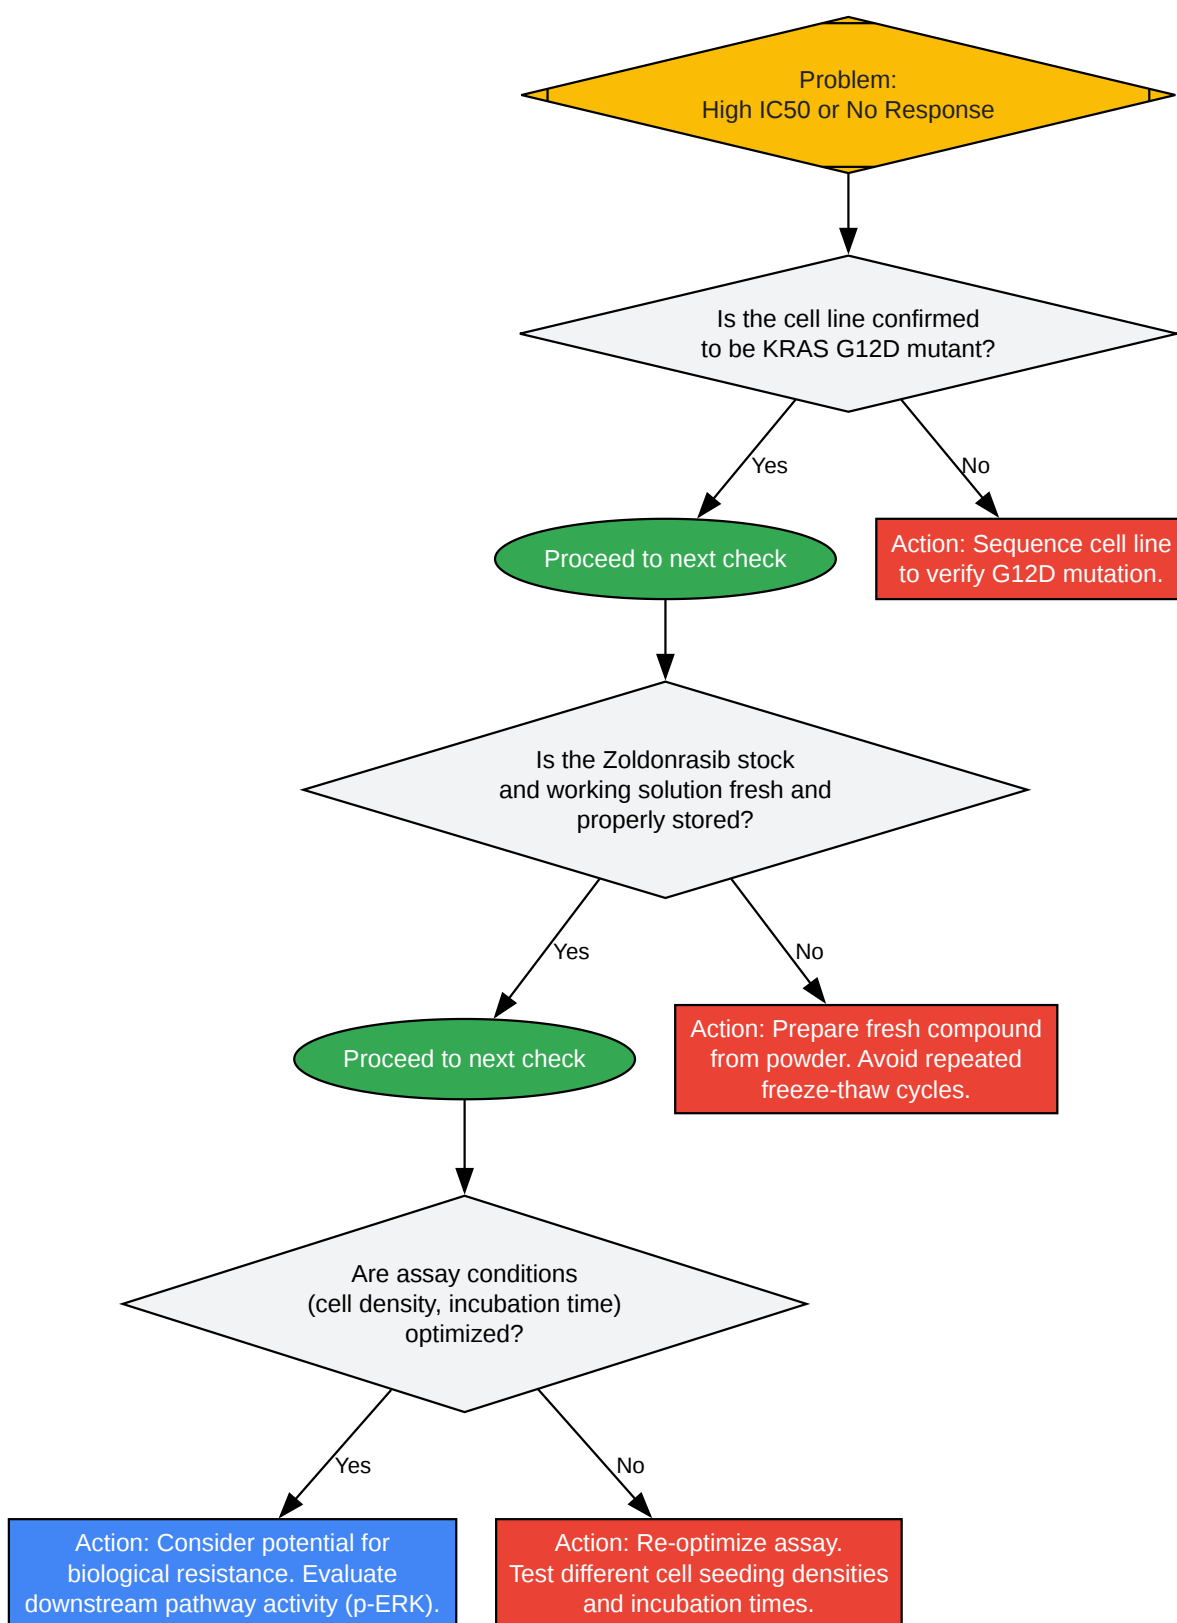 Problem:
High IC50 or No Response
Is the cell line confirmed
to be KRAS G12D mutant?
Yes
No
Proceed to next check
Action: Sequence cell line
to verify G12D mutation.
Is the Zoldonrasib stock
and working solution fresh and
properly stored?
Yes
No
Proceed to next check
Action: Prepare fresh compound
from powder. Avoid repeated
freeze-thaw cycles.
Are assay conditions
(cell density, incubation time)
optimized?
Yes
No
Action: Consider potential for
biological resistance. Evaluate
downstream pathway activity (p-ERK).
Action: Re-optimize assay.
Test different cell seeding densities
and incubation times.